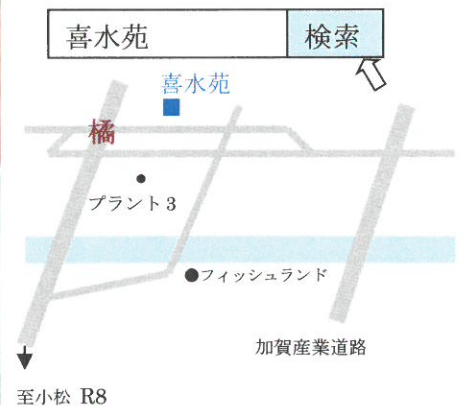 喜水苑 検索
喜水苑
橘
プラント3
フィッシュランド
加賀産業道路
至小松 R8